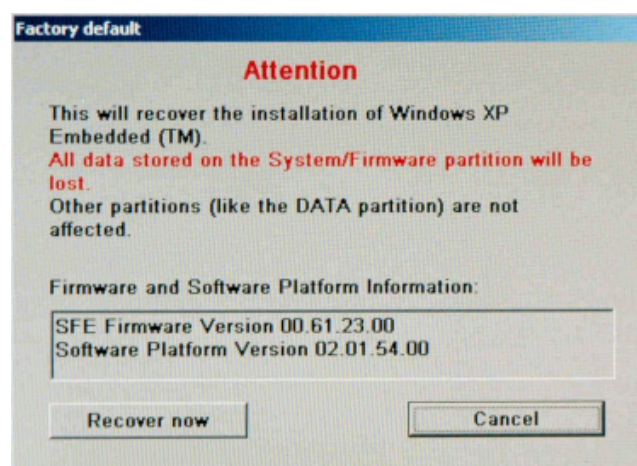 Factory default
Attention
This will recover the installation of Windows XP
Embedded (TM).
All data stored on the System/Firmware partition will be
lost.
Other partitions (like the DATA partition) are not
affected.
Firmware and Software Platform Information:
SFE Firmware Version 00.61.23.00
Software Platform Version 02.01.54.00
Recover now
Cancel